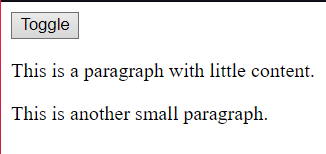 Toggle
This is a paragraph with little content.
This is another small paragraph.